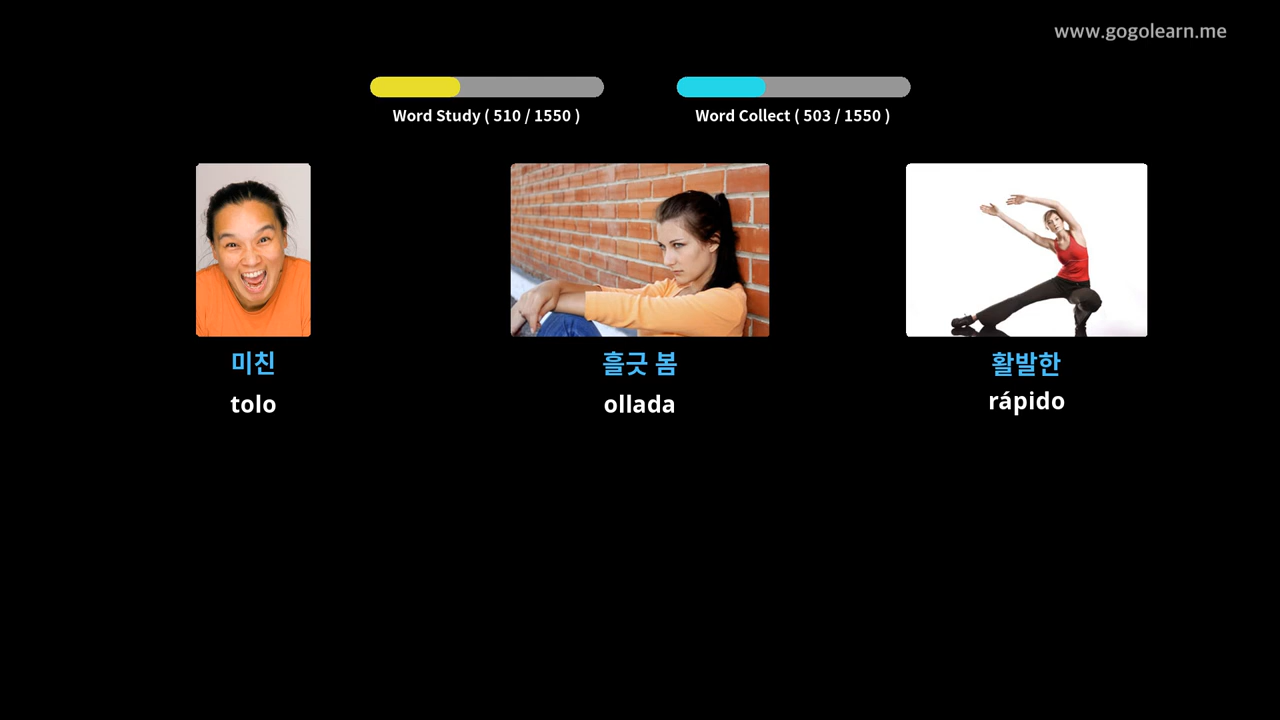 www.gogolearn.me
Word Study ( 510 / 1550 )
Word Collect ( 503 / 1550 )
미친
흘긋 봄
활발한
tolo
ollada
rápido